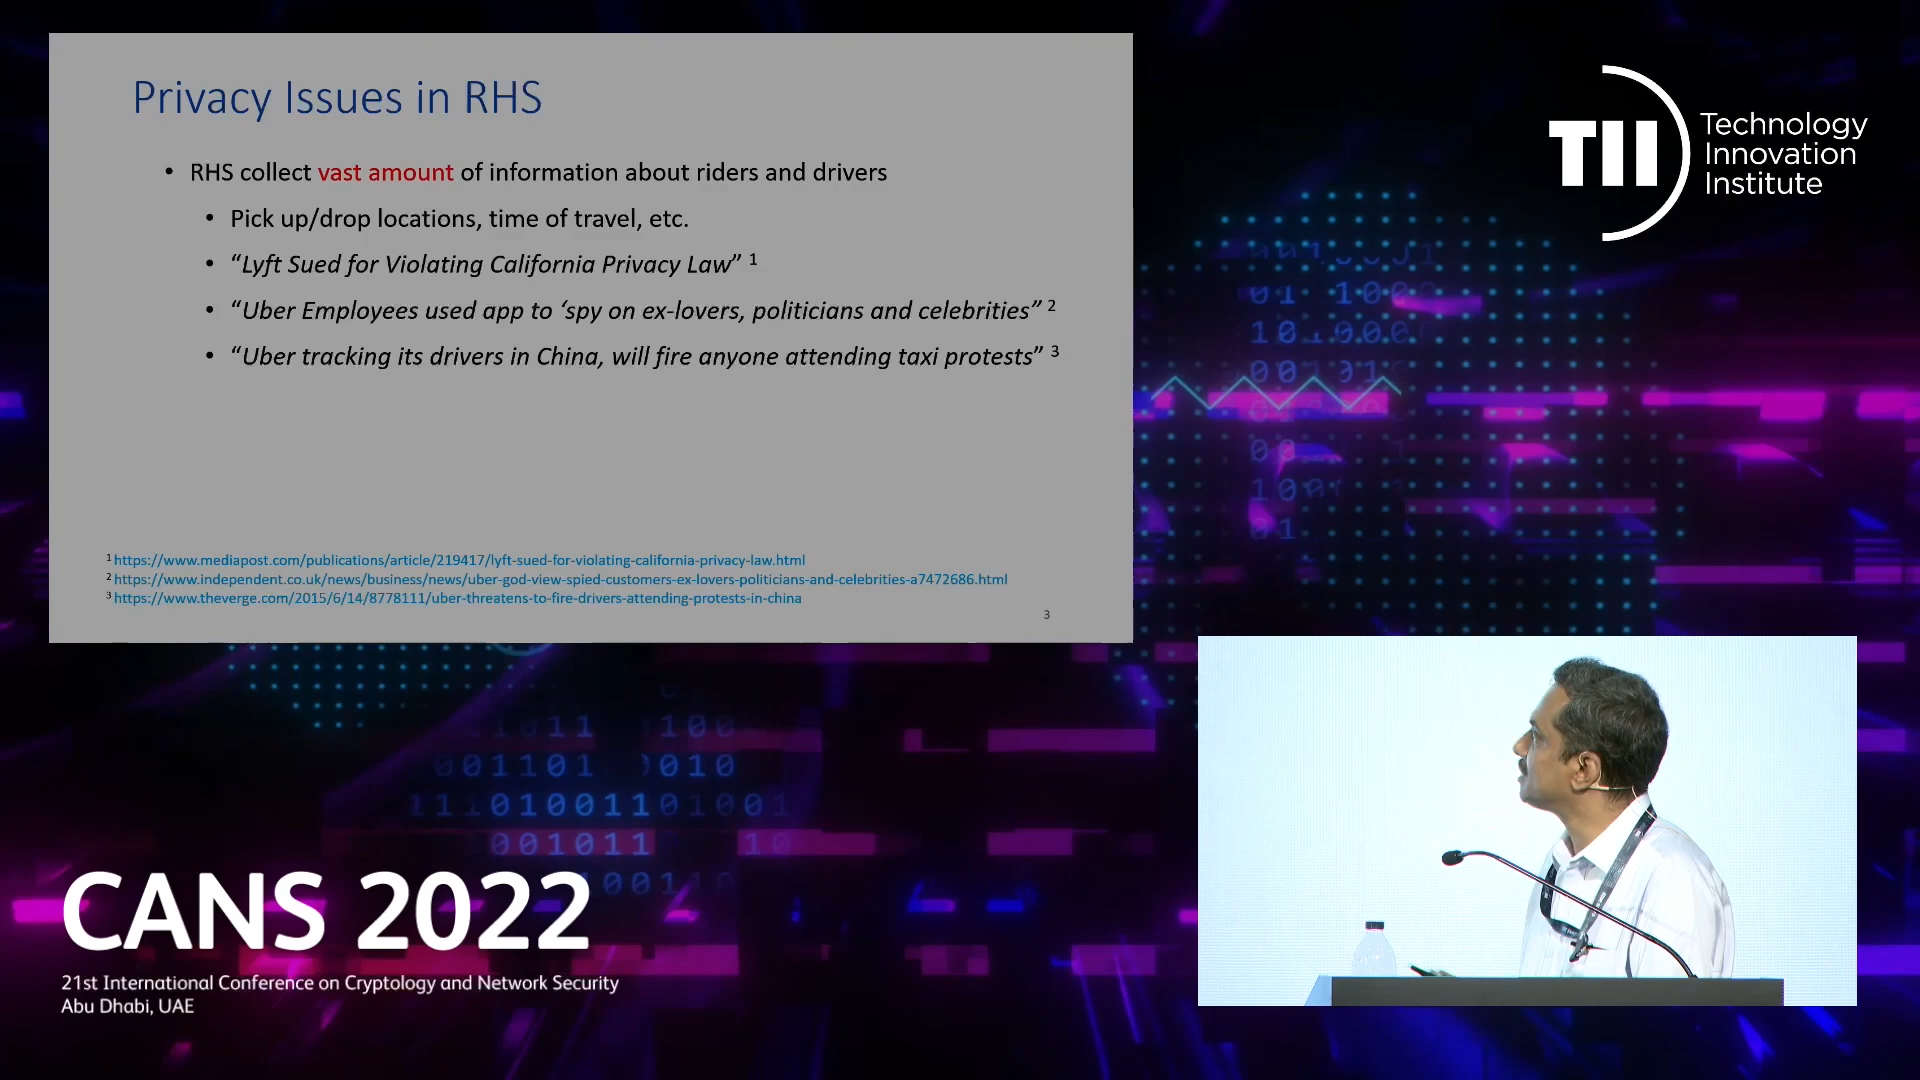 Privacy Issues in RHS
• RHS collect vast amount of information about riders and drivers
• Pick up/drop locations, time of travel, etc.
• “Lyft Sued for Violating California Privacy Law” 1
• “Uber Employees used app to ‘spy on ex-lovers, politicians and celebrities” 2
• “Uber tracking its drivers in China, will fire anyone attending taxi protests” 3
1 https://www.mediapost.com/publications/article/219417/lyft-sued-for-violating-california-privacy-law.html
2 https://www.independent.co.uk/news/business/news/uber-god-view-spied-customers-ex-lovers-politicians-and-celebrities-a7472686.html
3 https://www.theverge.com/2015/6/14/8778111/uber-threatens-to-fire-drivers-attending-protests-in-china
3
TII
Technology
Innovation
Institute
CANS 2022
21st International Conference on Cryptology and Network Security
Abu Dhabi, UAE